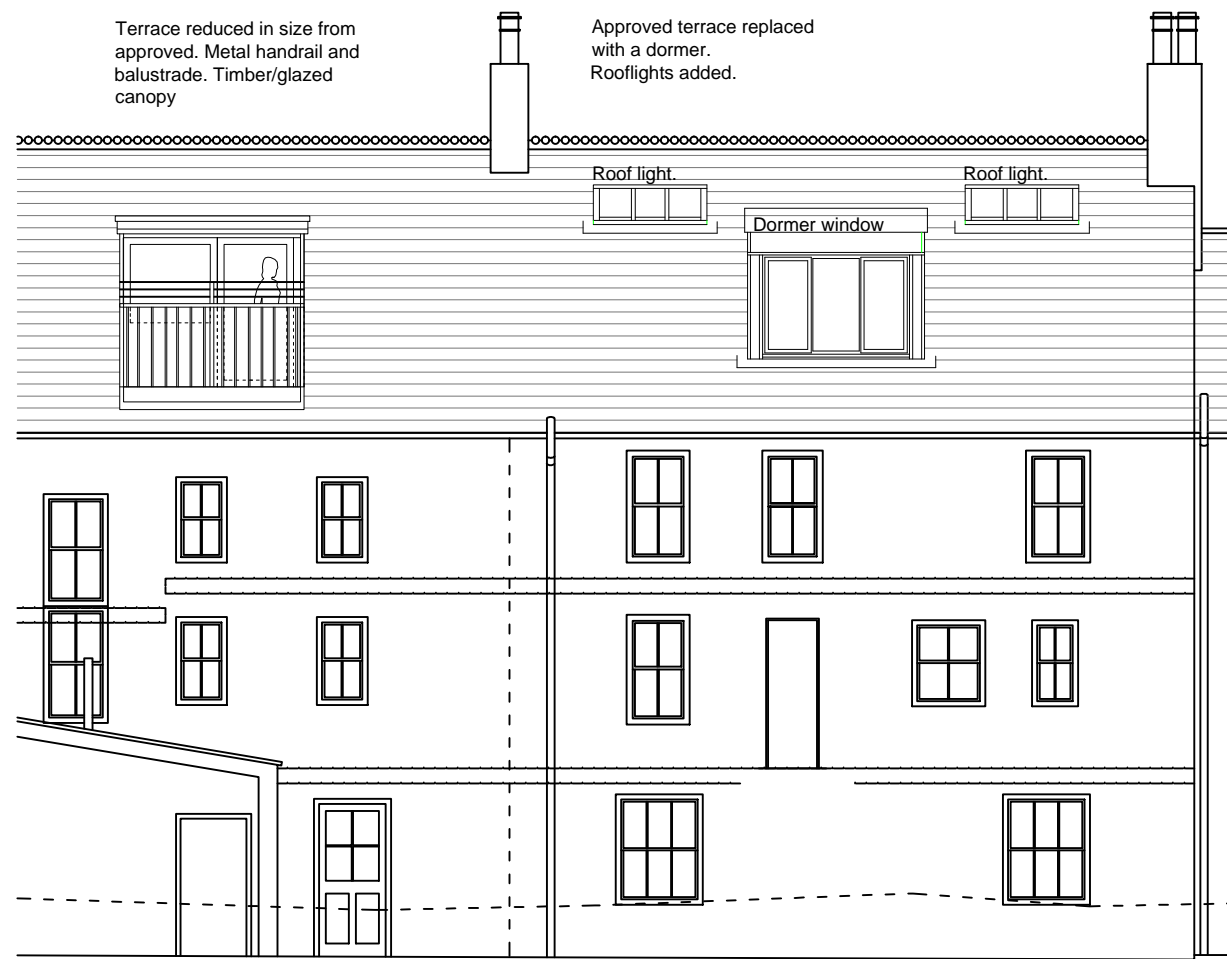 Terrace reduced in size from
approved. Metal handrail and
balustrade. Timber/glazed
canopy
Approved terrace replaced
with a dormer.
Rooflights added.
Roof light.
Roof light.
Dormer window